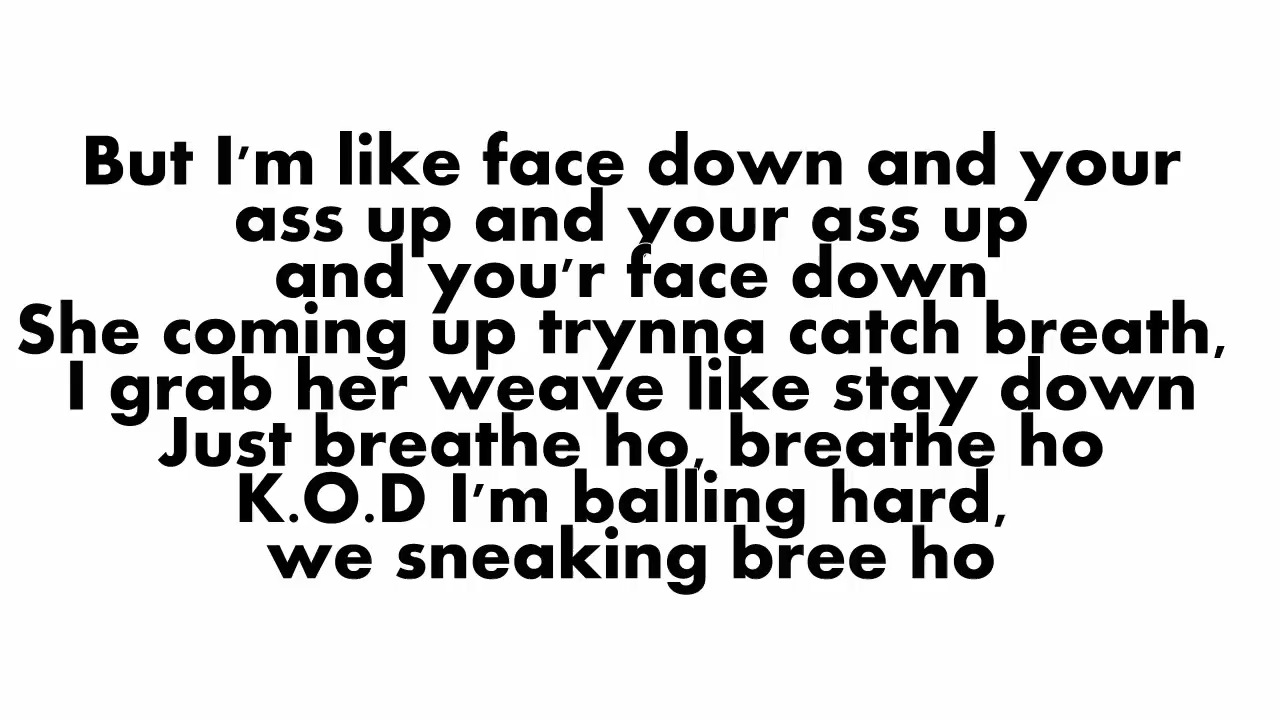 But I'm like face down and your
ass up and your ass up
and you'r face down
She coming up trynna catch breath,
I grab her weave like stay down
Just breathe ho, breathe ho
K.O.D I'm balling hard,
we sneaking bree ho